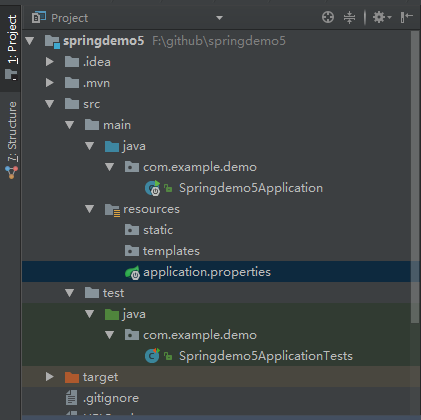 Project
1: Project
7: Structure
springdemo5 F:\github\springdemo5
.idea
.mvn
src
main
java
com.example.demo
Springdemo5Application
resources
static
templates
application.properties
test
java
com.example.demo
Springdemo5ApplicationTests
target
.gitignore